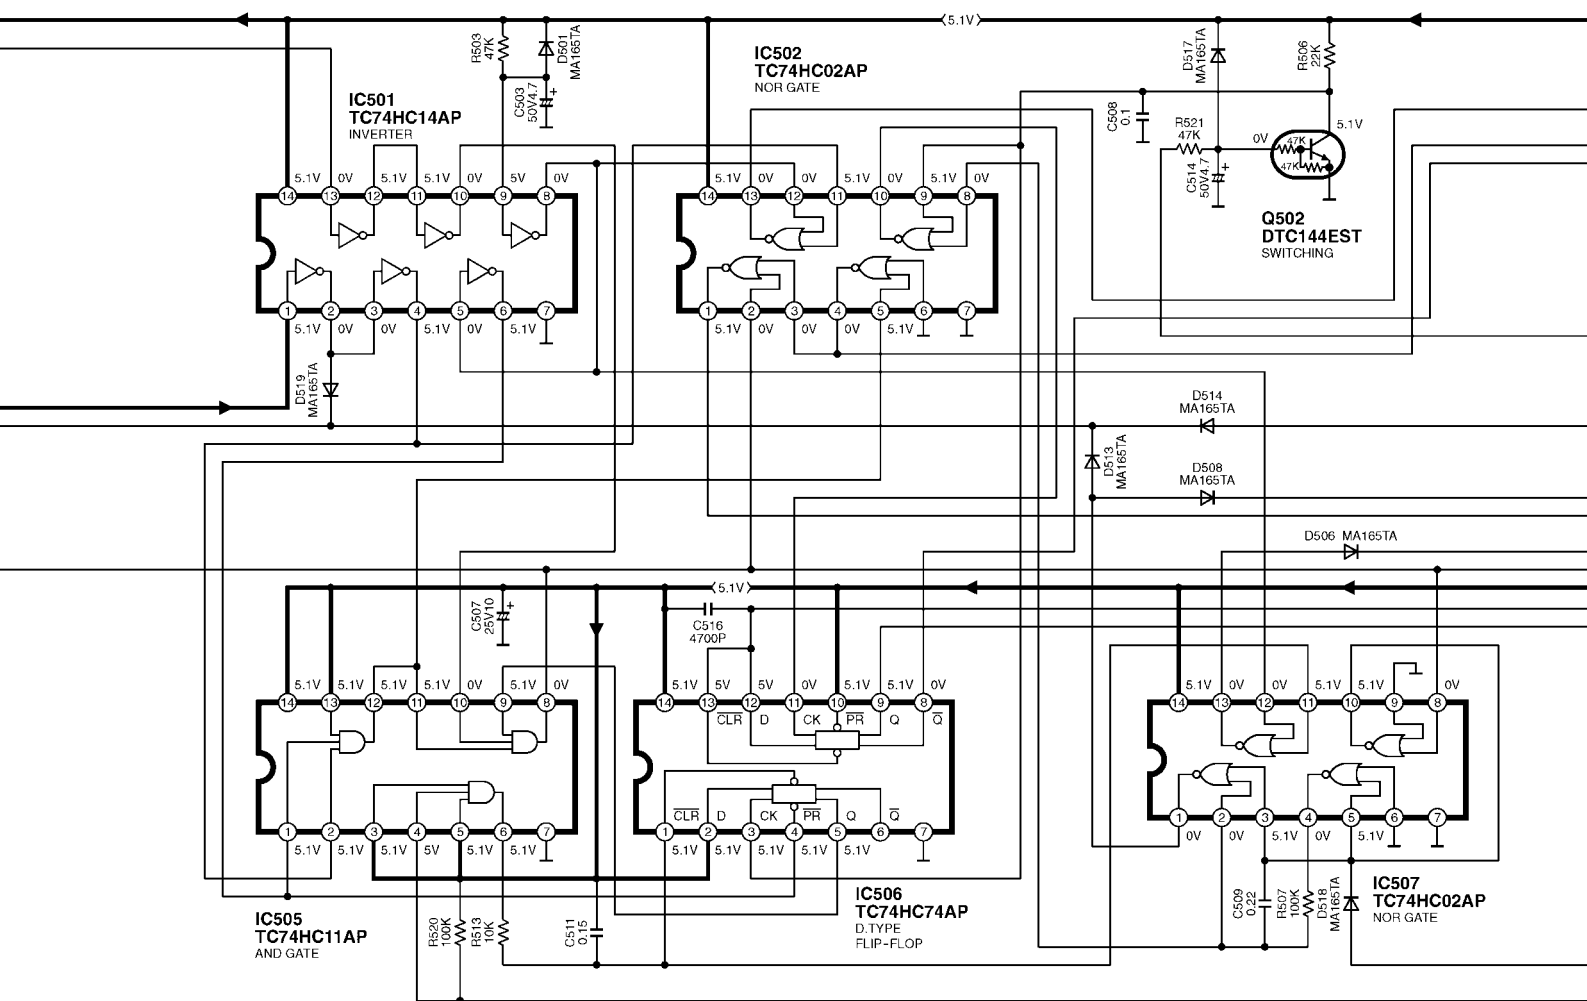 5.1V
R503
47K
D501
MA165TA
C503
50V4.7
+
IC501
TC74HC14AP
INVERTER
IC502
TC74HC02AP
NOR GATE
D517
MA165TA
R506
22K
C508
0.1
R521
47K
C514
50V4.7
+
0V
5.1V
47K
47K
Q502
DTC144EST
SWITCHING
5.1V 0V 5.1V 5.1V 0V 5V 0V
14 13 12 11 10 9 8
1 2 3 4 5 6 7
5.1V 0V 0V 5.1V 0V 5.1V
5.1V 0V 0V 5.1V 0V 0V 0V
14 13 12 11 10 9 8
1 2 3 4 5 6 7
5.1V 0V 0V 0V 5.1V
D519
MA165TA
D514
MA165TA
D513
MA165TA
D508
MA165TA
D506 MA165TA
5.1V
C507
25V10
+
C516
4700P
5.1V 5.1V 5.1V 5.1V 0V 5.1V 0V
14 13 12 11 10 9 8
1 2 3 4 5 6 7
5.1V 5.1V 5.1V 5V 5.1V 5.1V
5.1V 5V 5V 0V 5.1V 5.1V 0V
14 13 12 11 10 9 8
CLR D CK PR Q Q
CLR D CK PR Q Q
1 2 3 4 5 6 7
5.1V 5.1V 5.1V 5.1V 5.1V
5.1V 0V 0V 0V 5.1V 5.1V 0V
14 13 12 11 10 9 8
1 2 3 4 5 6 7
0V 0V 5.1V 0V 5.1V
IC505
TC74HC11AP
AND GATE
R520
100K
R513
10K
C511
0.15
IC506
TC74HC74AP
D.TYPE
FLIP-FLOP
C509
0.22
R507
100K
D518
MA165TA
IC507
TC74HC02AP
NOR GATE